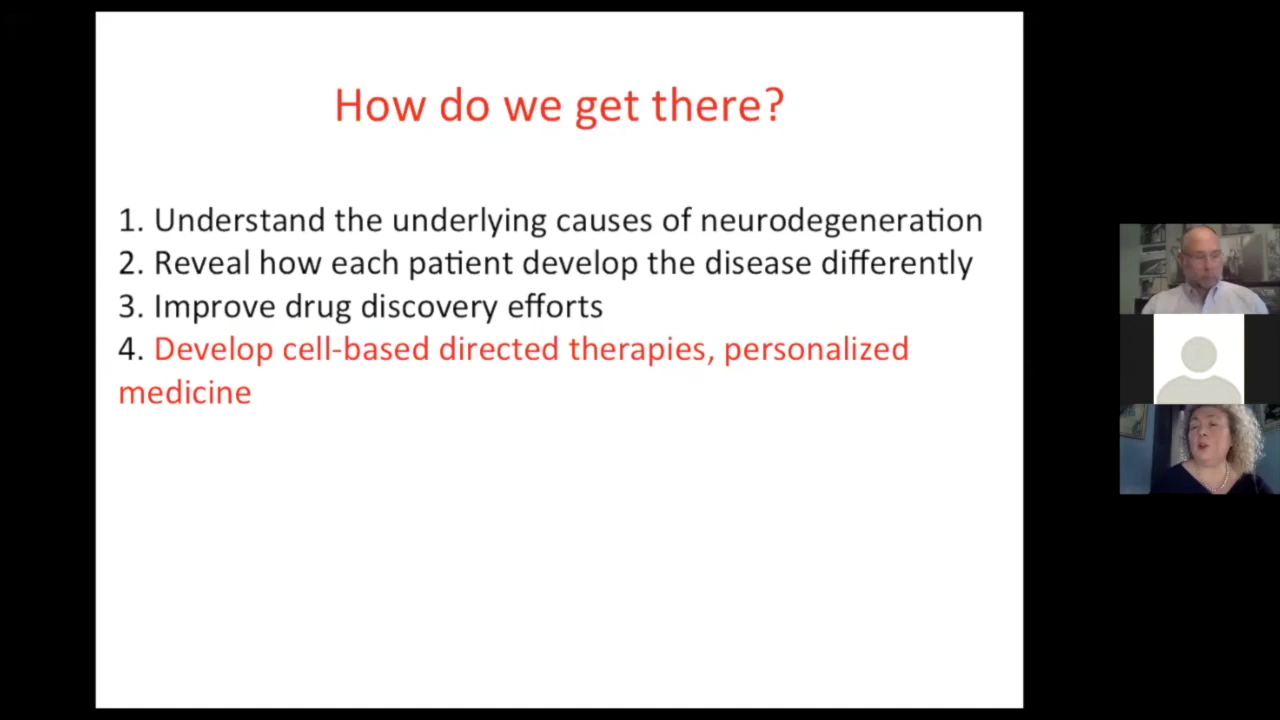 How do we get there?
1. Understand the underlying causes of neurodegeneration
2. Reveal how each patient develop the disease differently
3. Improve drug discovery efforts
4. Develop cell-based directed therapies, personalized
medicine